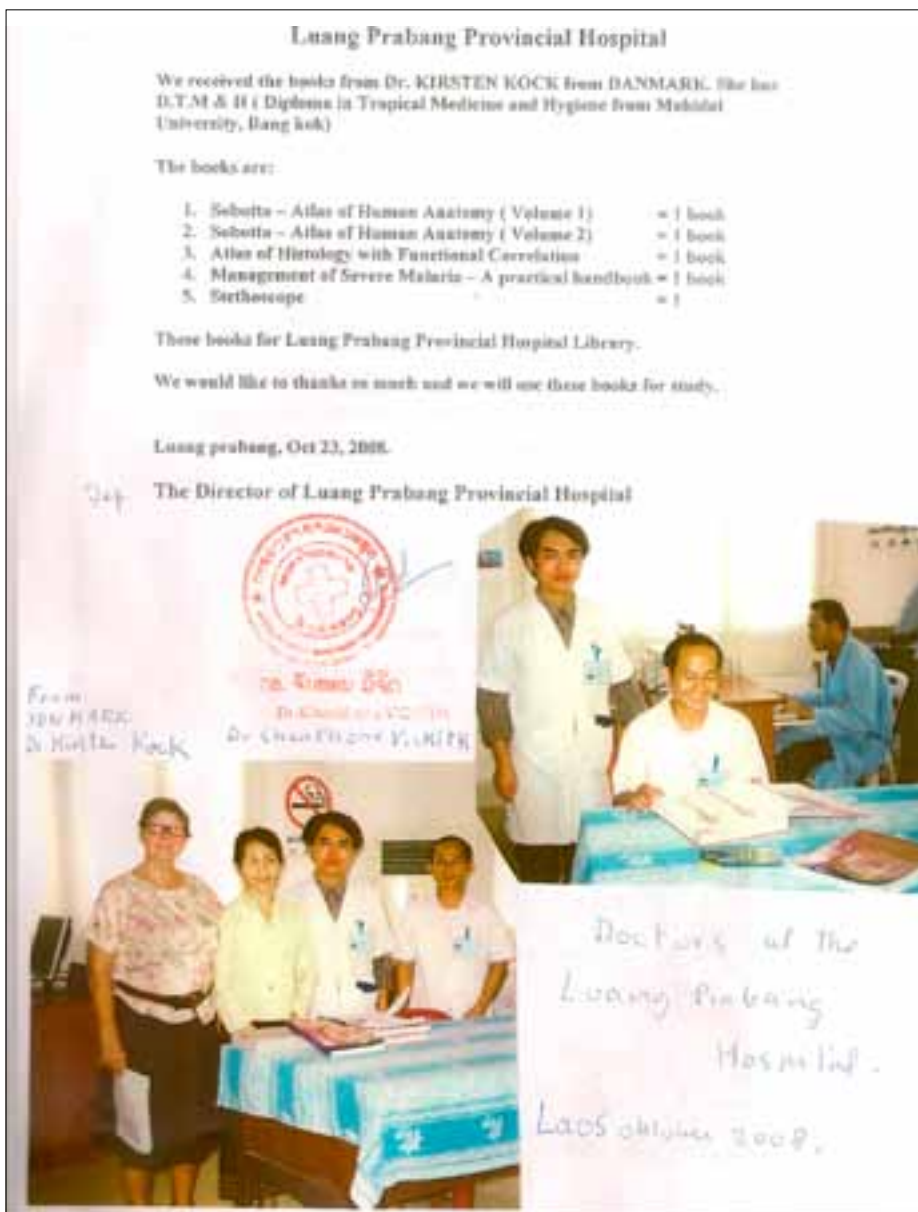 Luang Prabang Provincial Hospital
We received the books from Dr. KIRSTEN KOCK from DANMARK. She has
D.T.M & H ( Diploma in Tropical Medicine and Hygiene from Mahidal
University, Bang kok)
The books are:
1. Sobotta – Atlas of Human Anatomy ( Volume 1) = 1 book
2. Sobotta – Atlas of Human Anatomy ( Volume 2) = 1 book
3. Atlas of Histology with Functional Correlation = 1 book
4. Management of Severe Malaria – A practical handbook = 1 book
5. Stethoscope = 1
These books for Luang Prabang Provincial Hospital Library.
We would like to thanks so much and we will use these books for study.
Luang prabang, Oct 23, 2008.
The Director of Luang Prabang Provincial Hospital
From
Dr Kock
Dr
Doctors at the
Luang Prabang
Hospital.
Laos oktober 2008.